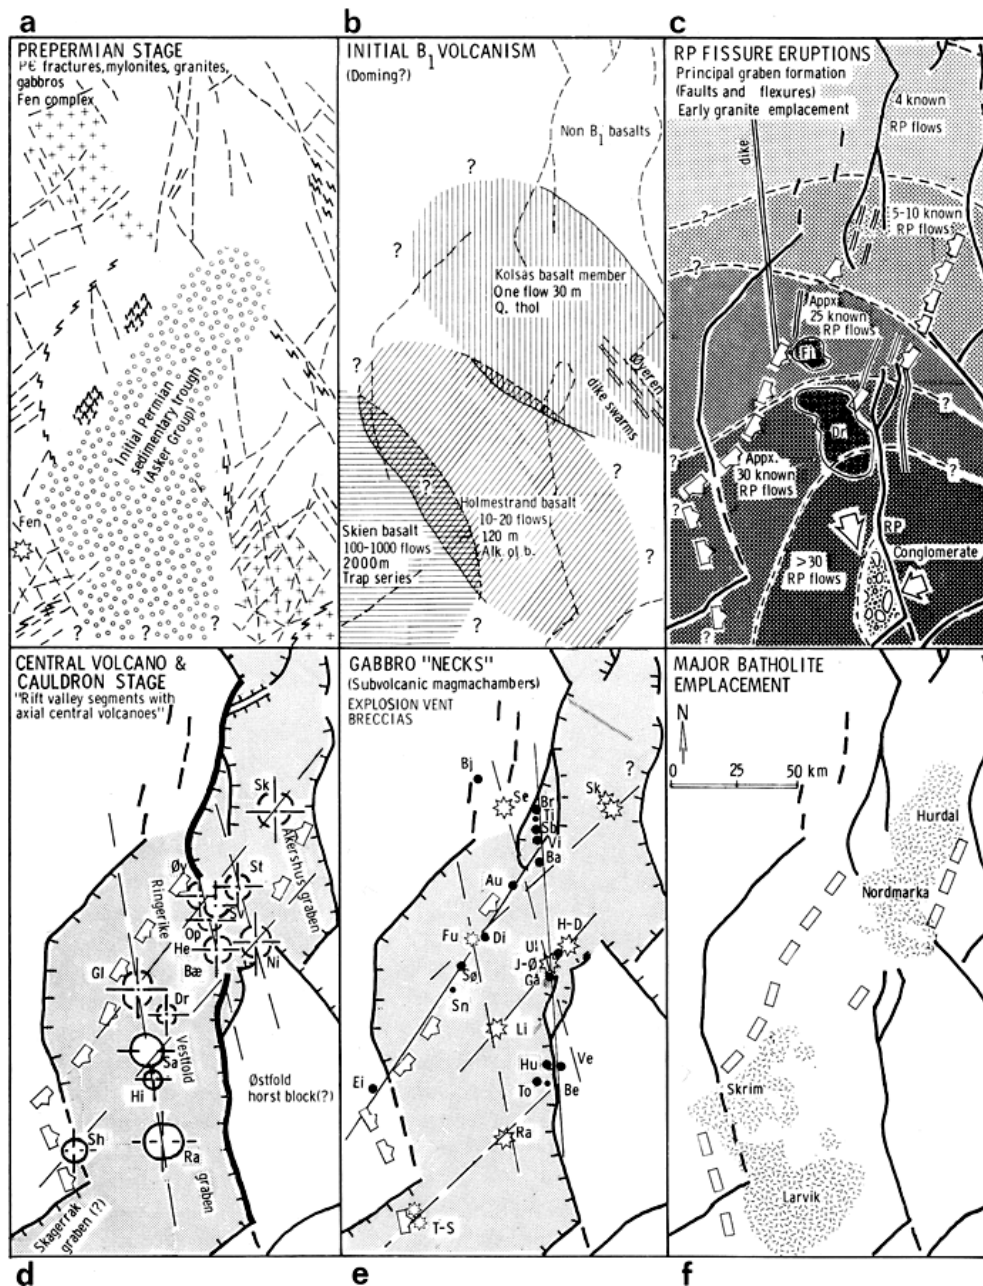 a
b
c
PREPERMIAN STAGE
P€ fractures, mylonites, granites,
gabbros
Fen complex
Initial Permian
sedimentary trough
(Asker Group)
Fen
?
?
?
INITIAL B1 VOLCANISM
(Doming?)
Non B1 basalts
?
?
Kolsås basalt member
One flow 30 m
Q. thol
Øyeren
dike swarms
?
?
?
Holmestrand basalt
10-20 flows
120 m
Alk. ol. b.
Skien basalt
100-1000 flows
2000 m
Trap series
?
?
?
RP FISSURE ERUPTIONS
Principal graben formation
(Faults and flexures)
Early granite emplacement
4 known
RP flows
dike
?
5-10 known
RP flows
?
Appx.
25 known
RP flows
Fi
?
Dr
?
?
Appx.
30 known
RP flows
?
RP
Conglomerate
>30
RP flows
?
CENTRAL VOLCANO &
CAULDRON STAGE
"Rift valley segments with
axial central volcanoes"
Sk
Akershus graben
Øy
St
Ringerike
S
Op
He
Bæ
Ni
Gl
Dr
Vestfold
Sa
Hi
Østfold
horst block(?)
Sh
Ra
graben
Skagerrak
graben (?)
GABBRO "NECKS"
(Subvolcanic magmachambers)
EXPLOSION VENT
BRECCIAS
?
Bj
Se
Br
Ti
Sb
Vi
Ba
Sk
Au
Fu
Di
H-D
Ul
J-Ø
Gå
Sø
Sn
Li
Ve
Hu
Ei
To
Be
Ra
T-S
MAJOR BATHOLITE
EMPLACEMENT
N
0 25 50 km
Hurdal
Nordmarka
Skrim
Larvik
d
e
f